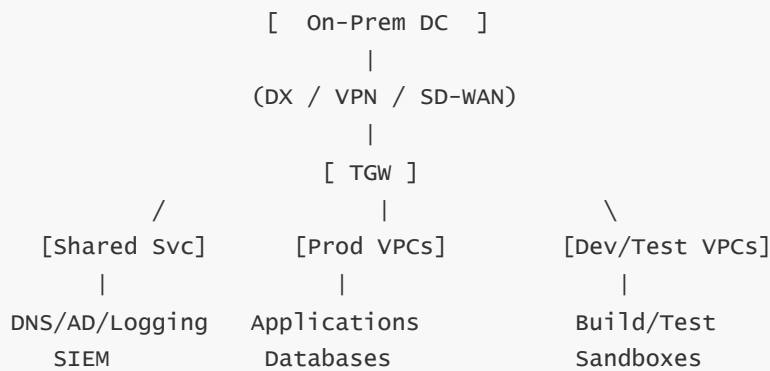 [  On-Prem DC  ]
|
(DX / VPN / SD-WAN)
|
[ TGW ]
/ | \
[Shared Svc] [Prod VPCs] [Dev/Test VPCs]
| | |
DNS/AD/Logging Applications Build/Test
SIEM Databases Sandboxes